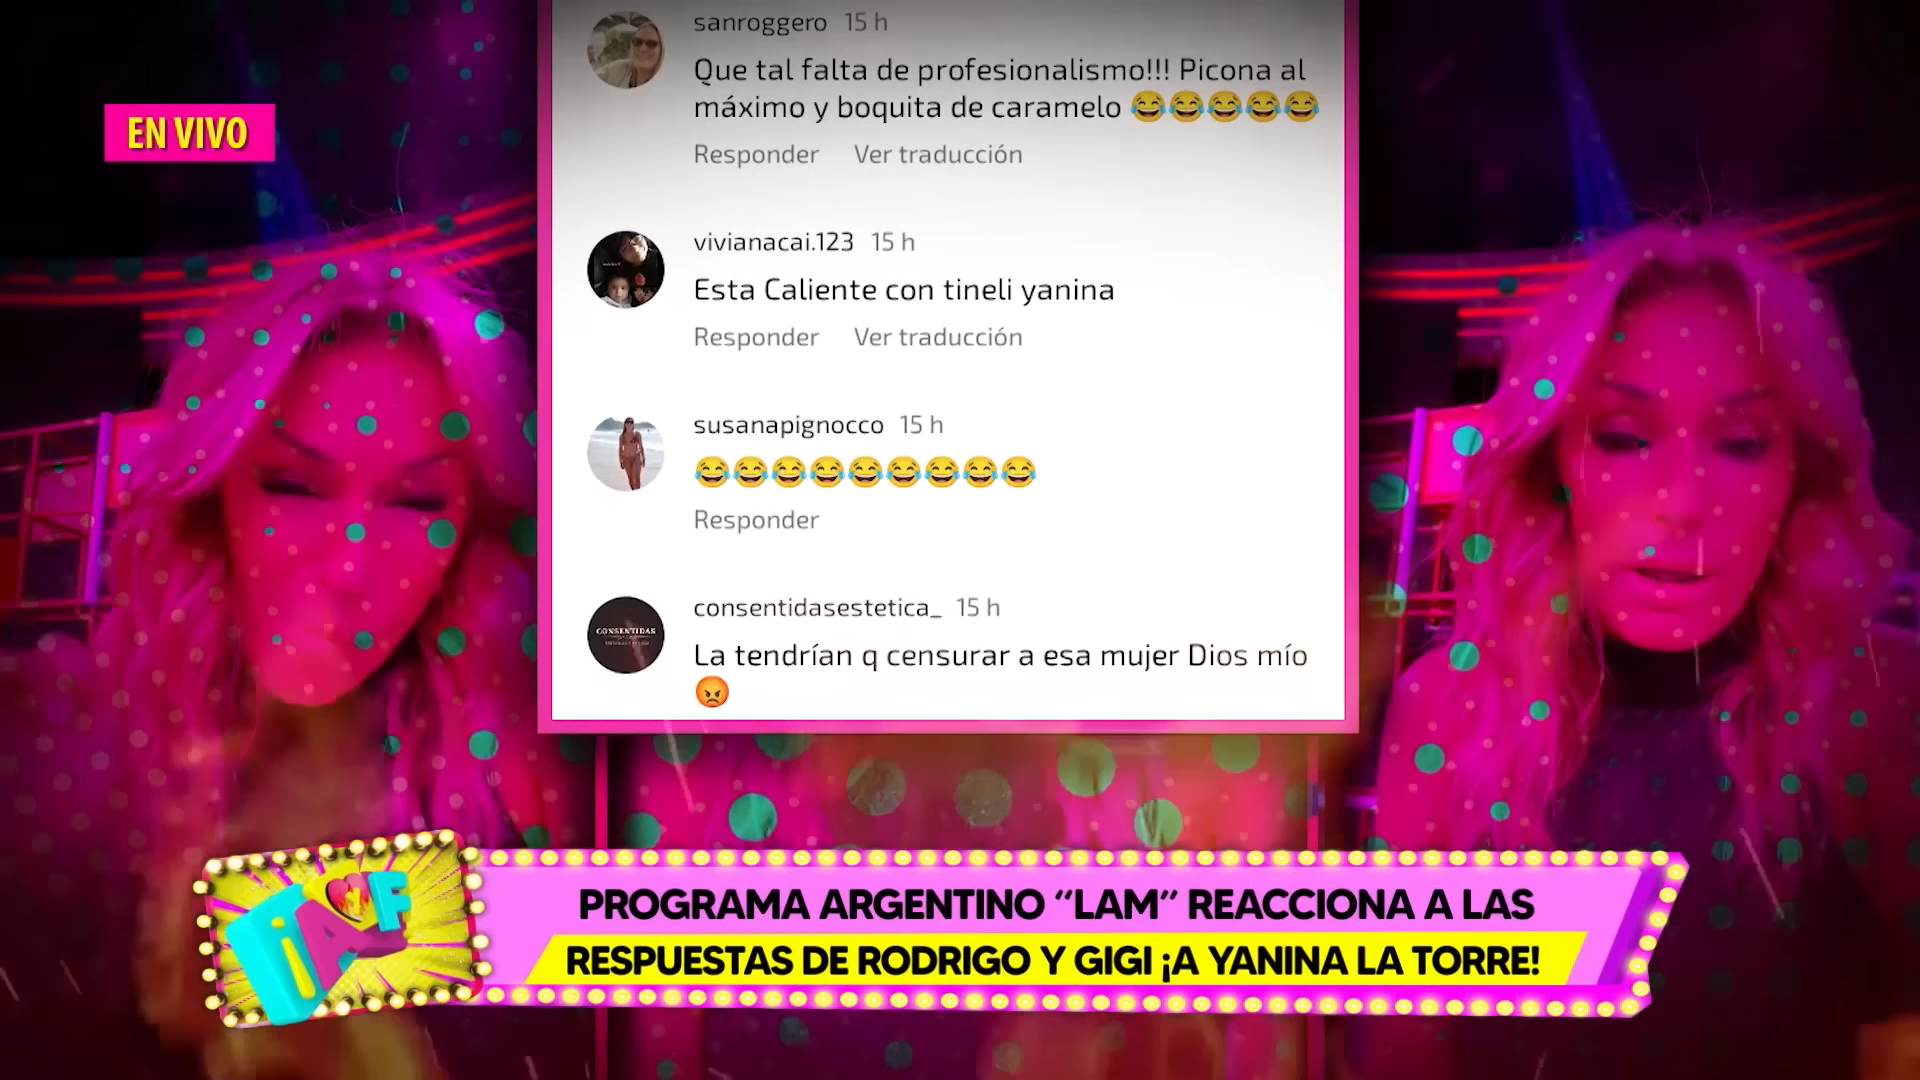 EN VIVO
sanroggero 15 h
Que tal falta de profesionalismo!!! Picona al
máximo y boquita de caramelo 😂😂😂😂😂
Responder Ver traducción
vivianacai.123 15 h
Esta Caliente con tineli yanina
Responder Ver traducción
susanapignocco 15 h
😂😂😂😂😂😂😂😂😂
Responder
consentidasestetica_ 15 h
CONSENTIDAS
La tendrían q censurar a esa mujer Dios mío
😡
¡AF
PROGRAMA ARGENTINO “LAM” REACCIONA A LAS
RESPUESTAS DE RODRIGO Y GIGI ¡A YANINA LA TORRE!